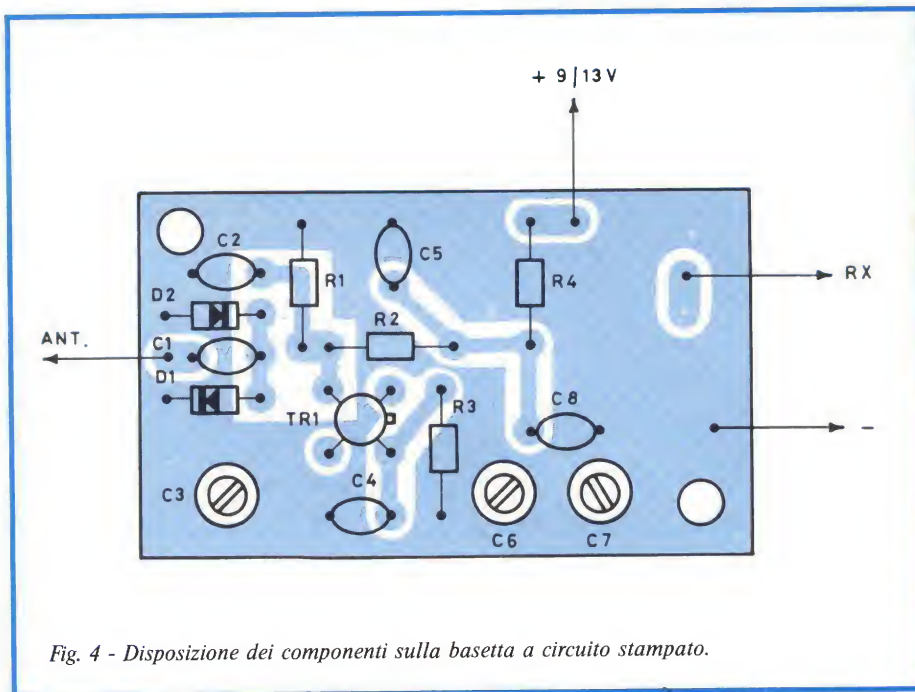 + 9/13V
C2
C5
R1
R4
RX
D2
R2
ANT.
C1
D1
TR1
R3
C8
-
C3
C4
C6
C7
Fig. 4 - Disposizione dei componenti sulla basetta a circuito stampato.